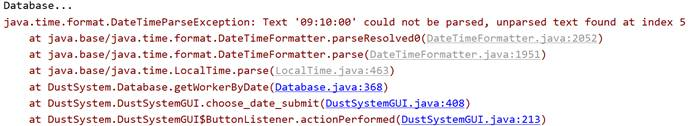 Database...
java.time.format.DateTimeParseException: Text '09:10:00' could not be parsed, unparsed text found at index 5
at java.base/java.time.format.DateTimeFormatter.parseResolved0(DateTimeFormatter.java:2052)
at java.base/java.time.format.DateTimeFormatter.parse(DateTimeFormatter.java:1951)
at java.base/java.time.LocalTime.parse(LocalTime.java:463)
at DustSystem.Database.getWorkerByDate(Database.java:368)
at DustSystem.DustSystemGUI.choose_date_submit(DustSystemGUI.java:408)
at DustSystem.DustSystemGUI$ButtonListener.actionPerformed(DustSystemGUI.java:213)